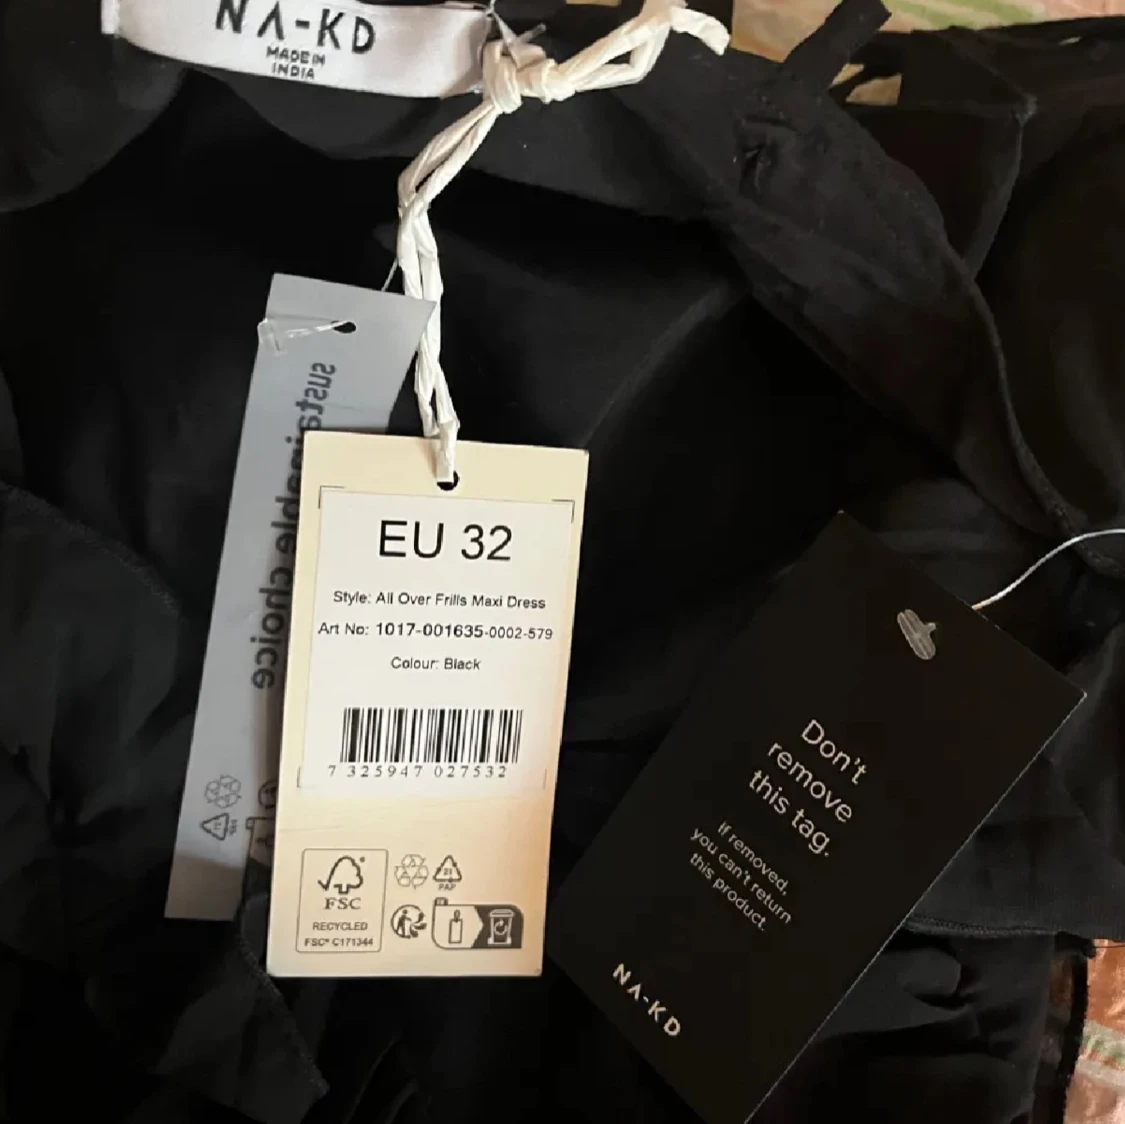 NA-KD
MADE IN
INDIA
sustainable choice
EU 32
Style: All Over Frills Maxi Dress
Art No: 1017-001635-0002-579
Colour: Black
7 325947 027532
FSC
RECYCLED
FSC® C171344
21
PAP
Don't
remove
this tag.
If removed,
you can't return
this product.
NA-KD